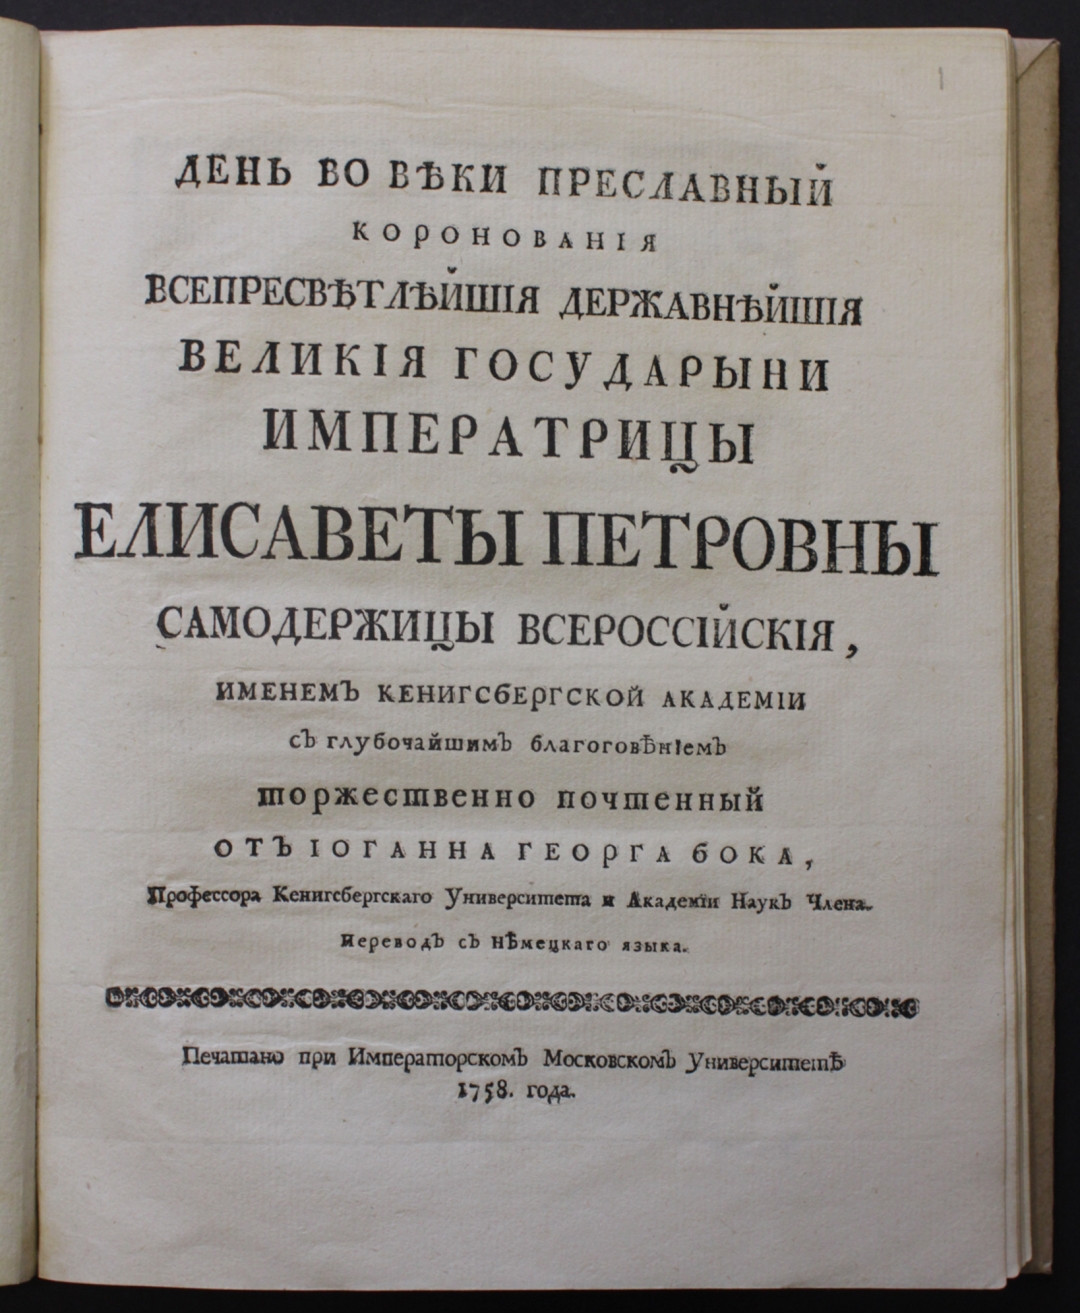 1
ДЕНЬ ВО ВѢКИ ПРЕСЛАВНЫЙ
КОРОНОВАНІЯ
ВСЕПРЕСВѢТЛѢЙШІЯ ДЕРЖАВНѢЙШІЯ
ВЕЛИКІЯ ГОСУДАРЫНИ
ИМПЕРАТРИЦЫ
ЕЛИСАВЕТЫ ПЕТРОВНЫ
САМОДЕРЖИЦЫ ВСЕРОССІЙСКІЯ,
ИМЕНЕМЪ КЕНИГСБЕРГСКОЙ АКАДЕМІИ
съ глубочайшимъ благоговѢніемъ
торжественно почтенный
ОТЪ ІОГАННА ГЕОРГА БОКА,
Профессора Кенигсбергскаго Университета и Академїи Наукъ Члена.
Переводъ съ нѢмецкаго языка.
Печатано при Императорскомъ Московскомъ УниверситетѢ
1758. года.